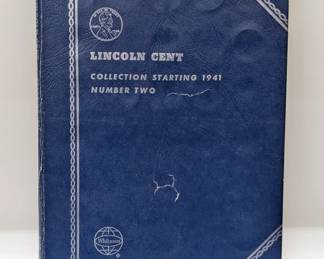 LINCOLN CENT
COLLECTION STARTING 1941
NUMBER TWO
Whitman